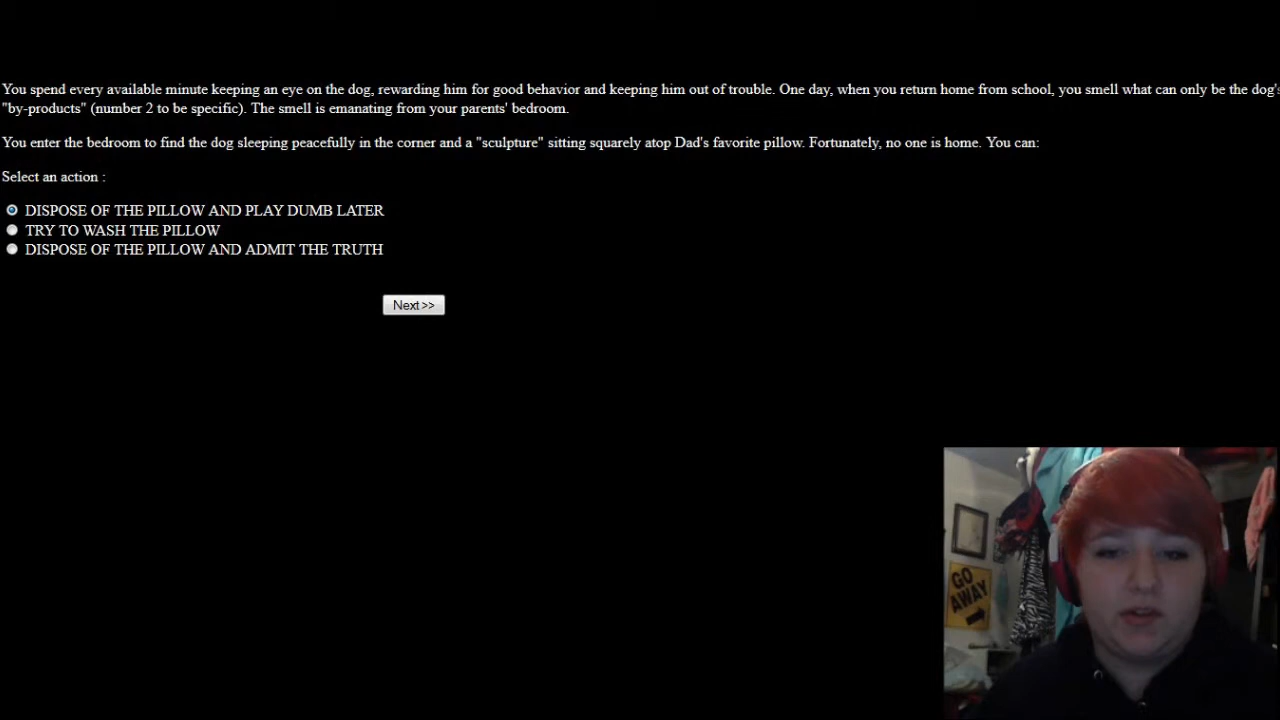 You spend every available minute keeping an eye on the dog, rewarding him for good behavior and keeping him out of trouble. One day, when you return home from school, you smell what can only be the dog's
"by-products" (number 2 to be specific). The smell is emanating from your parents' bedroom.
You enter the bedroom to find the dog sleeping peacefully in the corner and a "sculpture" sitting squarely atop Dad's favorite pillow. Fortunately, no one is home. You can:
Select an action :
DISPOSE OF THE PILLOW AND PLAY DUMB LATER
TRY TO WASH THE PILLOW
DISPOSE OF THE PILLOW AND ADMIT THE TRUTH
Next >>
GO
AWAY